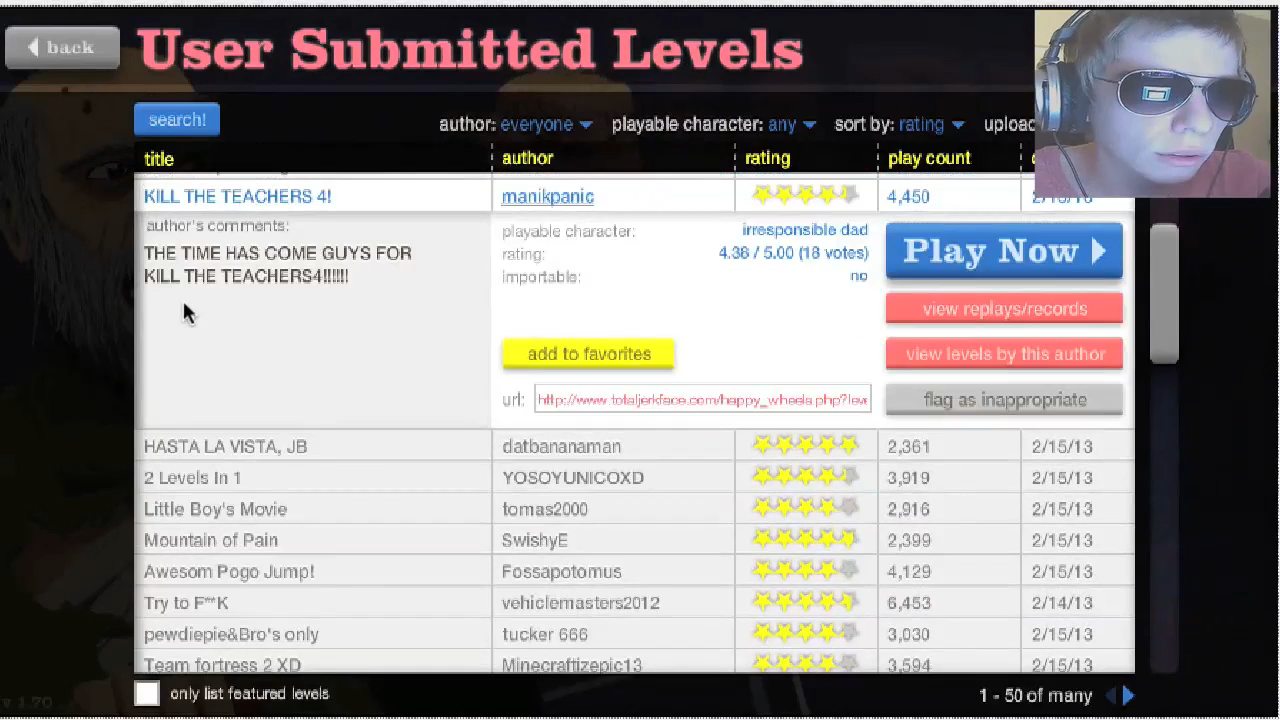 back
User Submitted Levels
search!
author: everyone
playable character: any
sort by: rating
title
author
rating
play count
KILL THE TEACHERS 4!
manikpanic
4,450
author's comments:
THE TIME HAS COME GUYS FOR
KILL THE TEACHERS4!!!!!!
playable character:
irresponsible dad
rating:
4.38 / 5.00 (18 votes)
importable:
no
Play Now
view replays/records
add to favorites
view levels by this author
url:
http://www.totaljerkface.com/happy_wheels.php?leve
flag as inappropriate
HASTA LA VISTA, JB
datbananaman
2,361
2/15/13
2 Levels In 1
YOSOYUNICOXD
3,919
2/15/13
Little Boy's Movie
tomas2000
2,916
2/15/13
Mountain of Pain
SwishyE
2,399
2/15/13
Awesom Pogo Jump!
Fossapotomus
4,129
2/15/13
Try to F**K
vehiclemasters2012
6,453
2/14/13
pewdiepie&Bro's only
tucker 666
3,030
2/15/13
Team fortress 2 XD
Minecraftizepic13
3,594
2/15/13
only list featured levels
1 - 50 of many
v 1.70